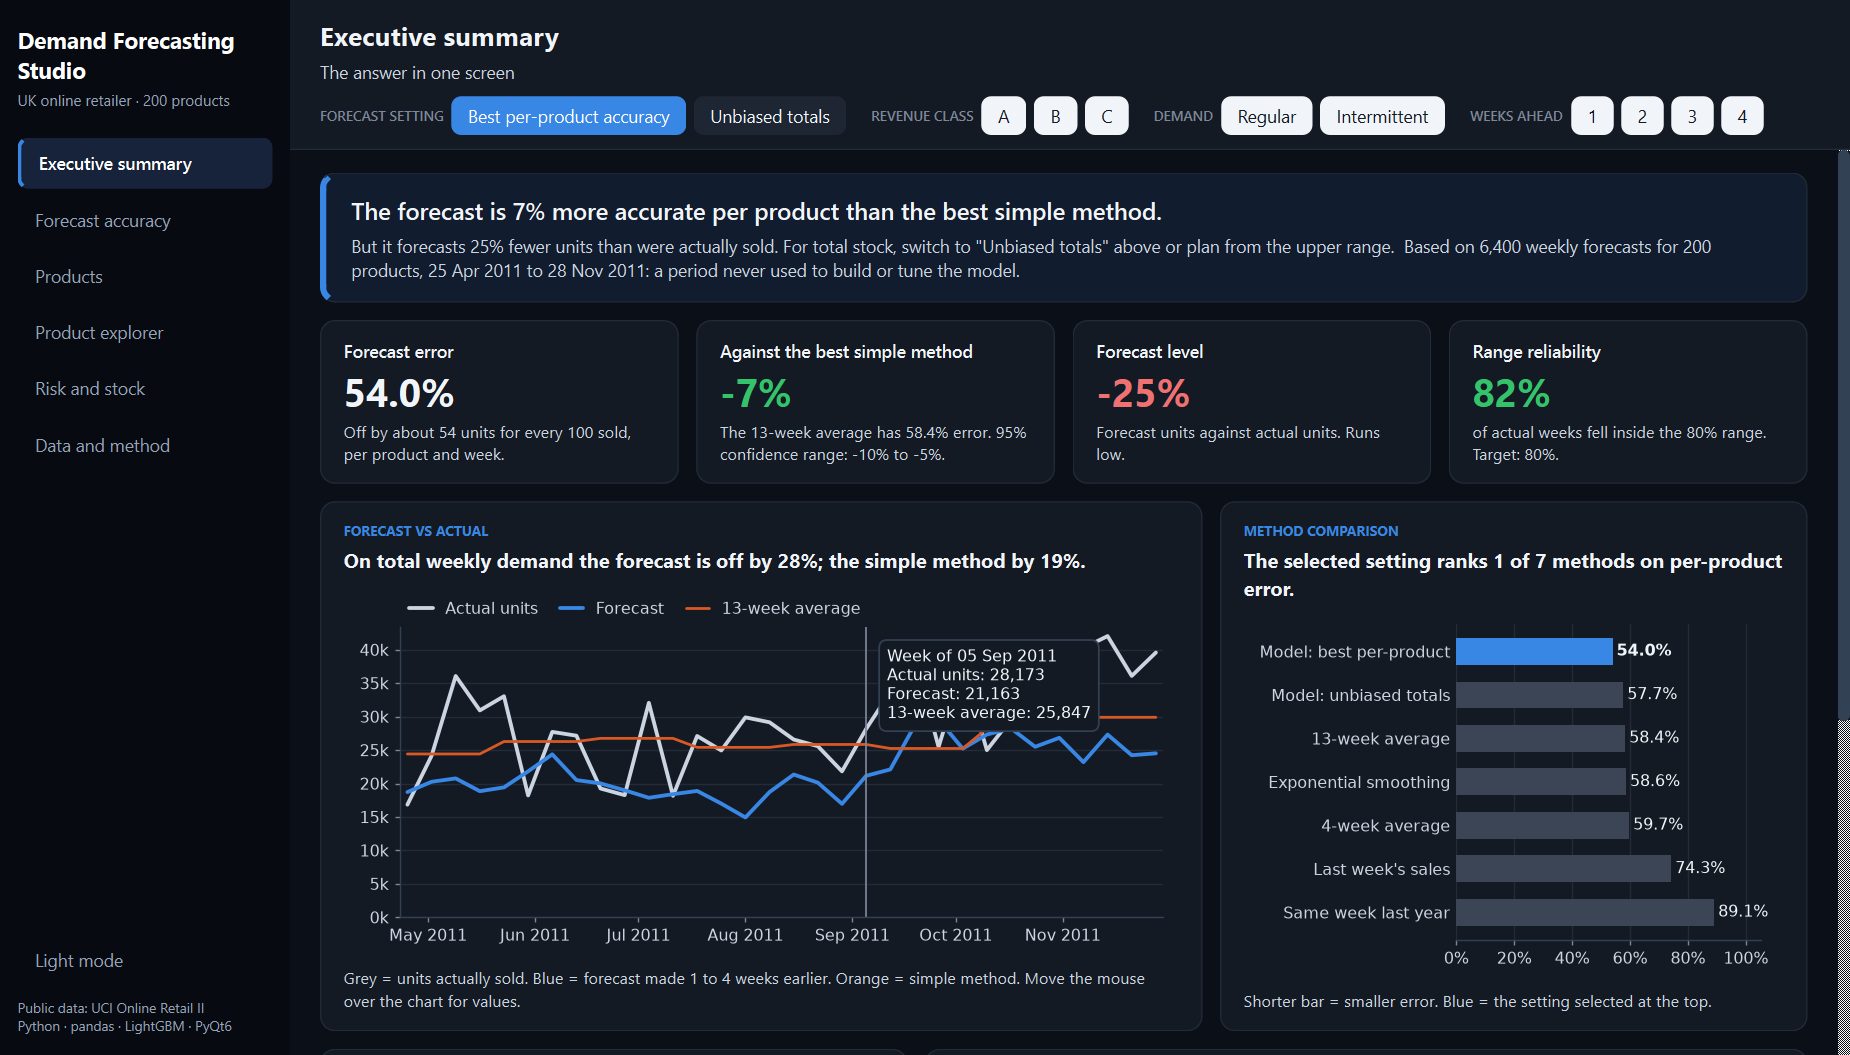 Demand Forecasting
Studio
UK online retailer · 200 products
Executive summary
Forecast accuracy
Products
Product explorer
Risk and stock
Data and method
Light mode
Public data: UCI Online Retail II
Python · pandas · LightGBM · PyQt6
Executive summary
The answer in one screen
FORECAST SETTING Best per-product accuracy Unbiased totals REVENUE CLASS A B C DEMAND Regular Intermittent WEEKS AHEAD 1 2 3 4
The forecast is 7% more accurate per product than the best simple method.
But it forecasts 25% fewer units than were actually sold. For total stock, switch to "Unbiased totals" above or plan from the upper range. Based on 6,400 weekly forecasts for 200
products, 25 Apr 2011 to 28 Nov 2011: a period never used to build or tune the model.
Forecast error
54.0%
Off by about 54 units for every 100 sold,
per product and week.
Against the best simple method
-7%
The 13-week average has 58.4% error. 95%
confidence range: -10% to -5%.
Forecast level
-25%
Forecast units against actual units. Runs
low.
Range reliability
82%
of actual weeks fell inside the 80% range.
Target: 80%.
FORECAST VS ACTUAL
On total weekly demand the forecast is off by 28%; the simple method by 19%.
Actual units Forecast 13-week average
40k
35k
30k
25k
20k
15k
10k
5k
0k
Week of 05 Sep 2011
Actual units: 28,173
Forecast: 21,163
13-week average: 25,847
May 2011 Jun 2011 Jul 2011 Aug 2011 Sep 2011 Oct 2011 Nov 2011
Grey = units actually sold. Blue = forecast made 1 to 4 weeks earlier. Orange = simple method. Move the mouse
over the chart for values.
METHOD COMPARISON
The selected setting ranks 1 of 7 methods on per-product
error.
Model: best per-product 54.0%
Model: unbiased totals 57.7%
13-week average 58.4%
Exponential smoothing 58.6%
4-week average 59.7%
Last week's sales 74.3%
Same week last year 89.1%
0% 20% 40% 60% 80% 100%
Shorter bar = smaller error. Blue = the setting selected at the top.